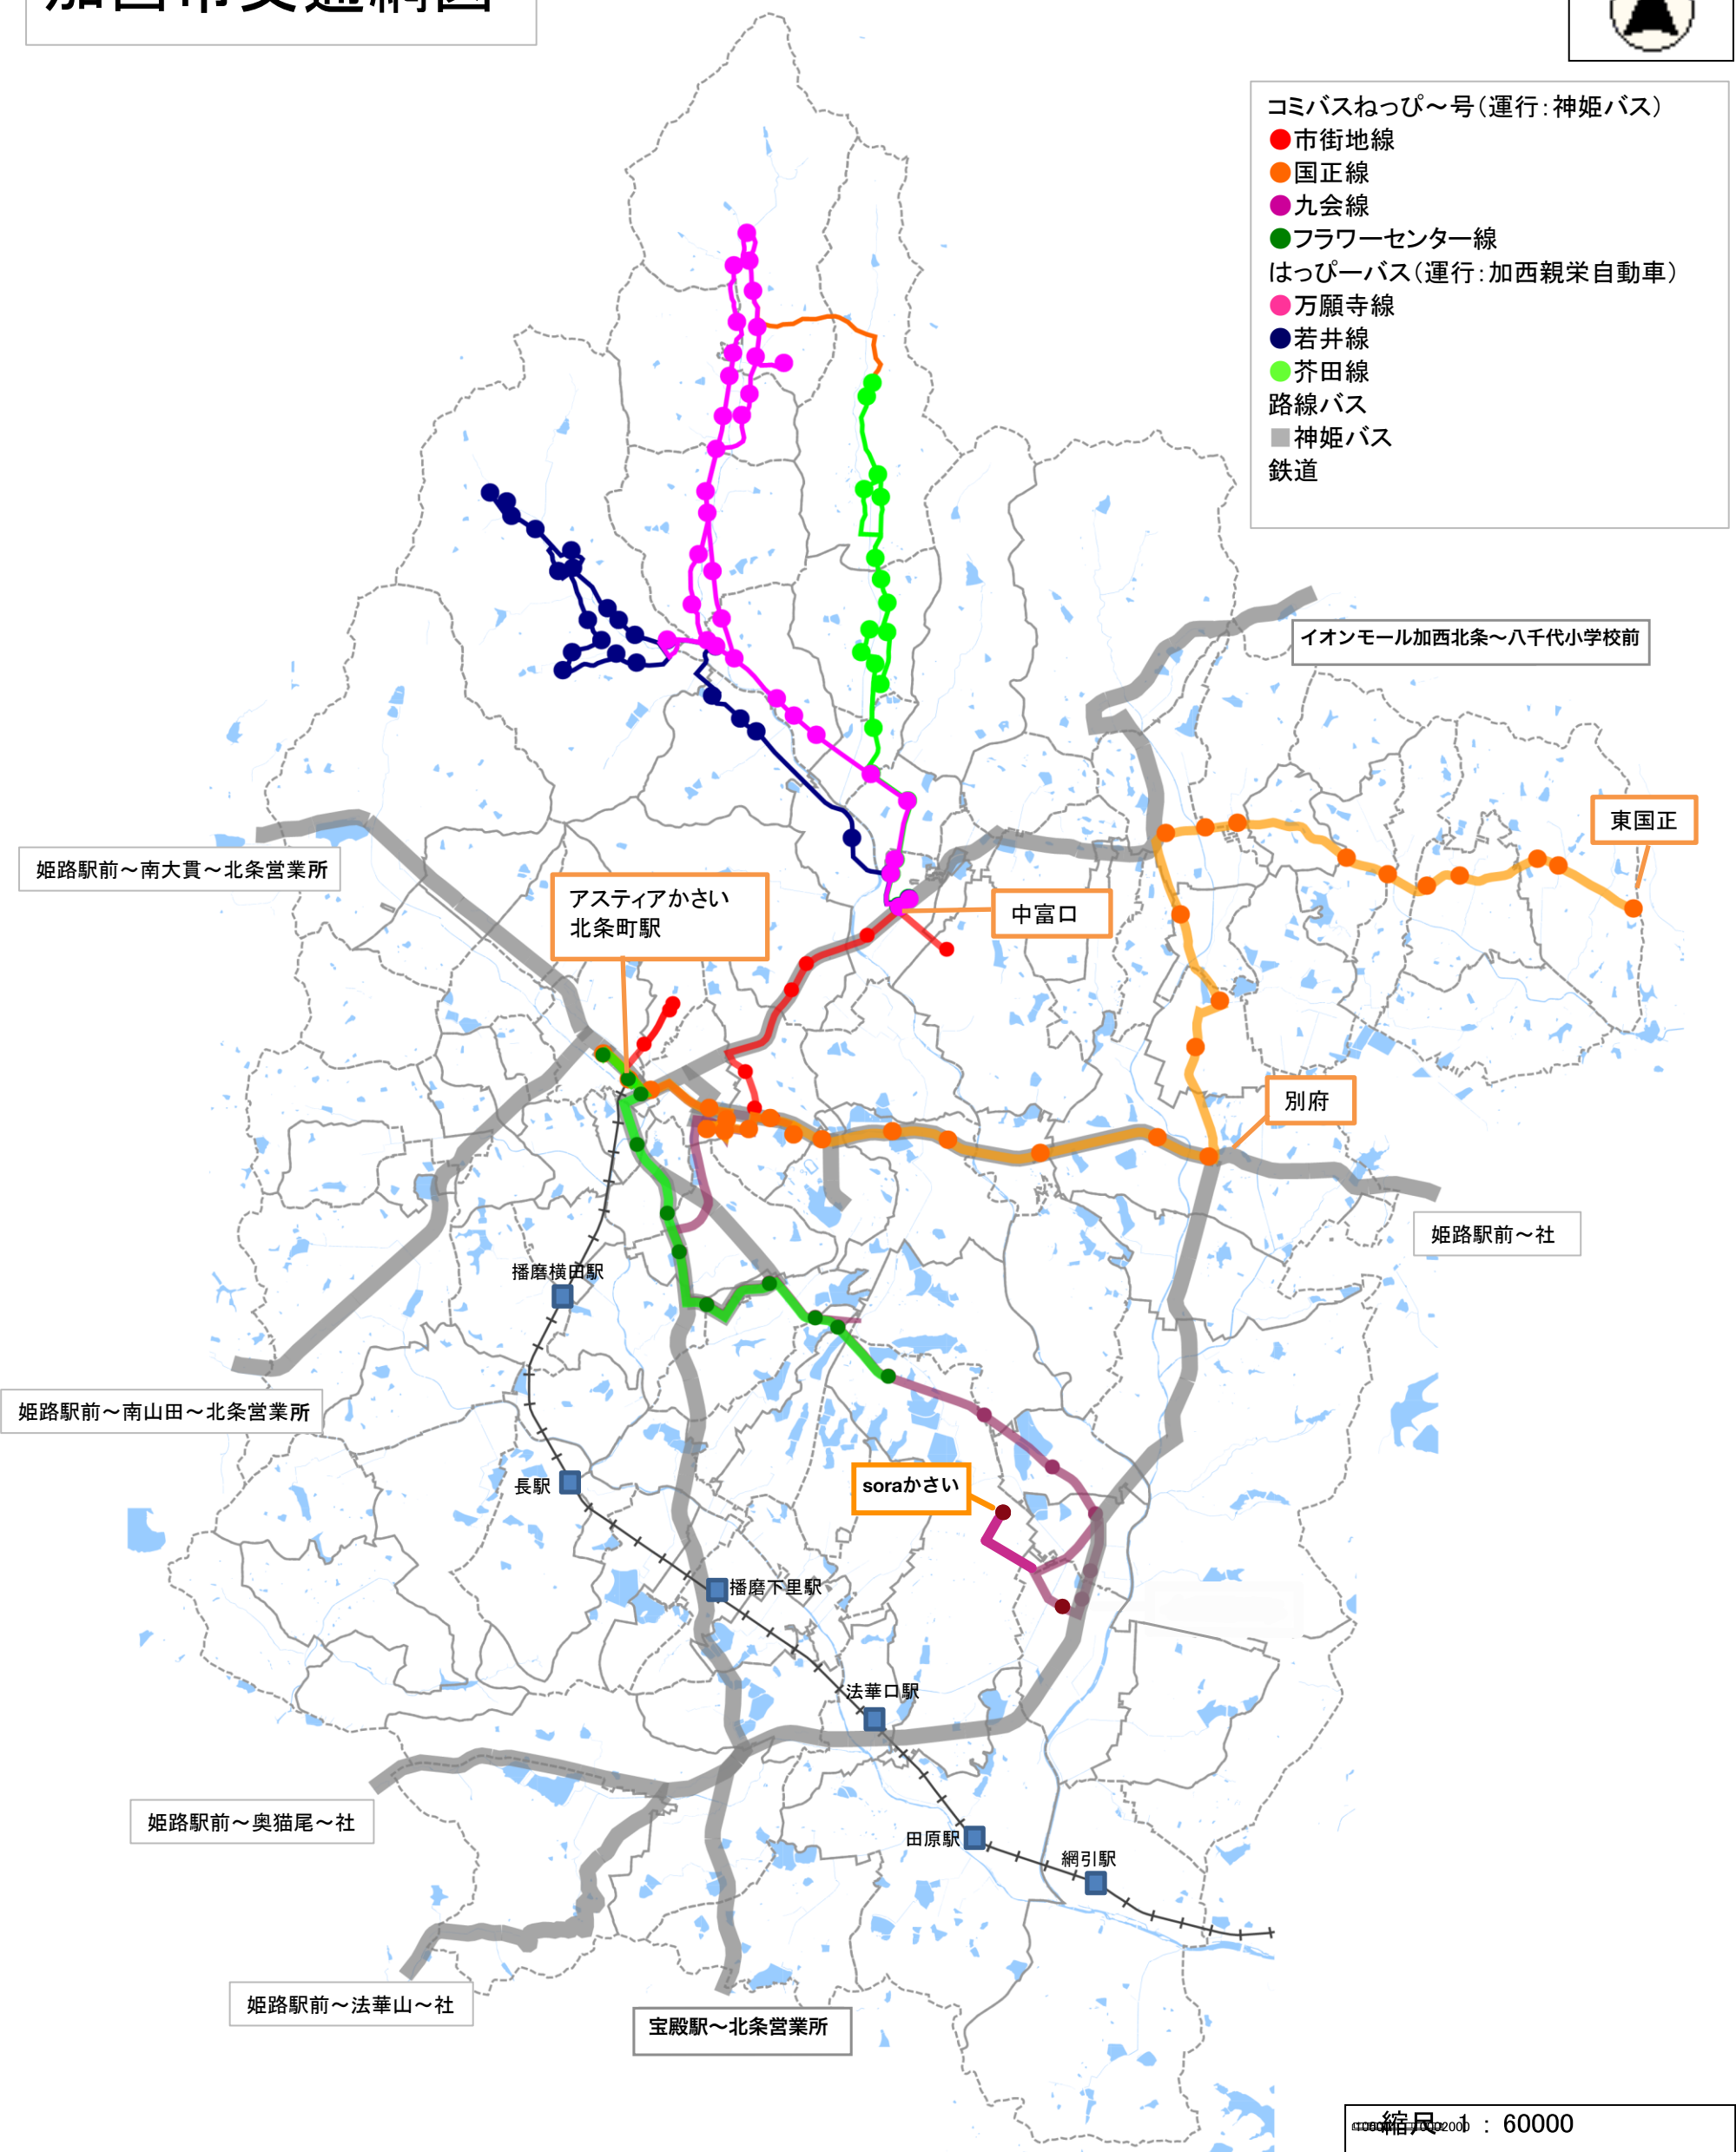 加西市交通網図
コミバスねっぴ～号（運行：神姫バス）
市街地線
国正線
九会線
フラワーセンター線
はっぴーバス（運行：加西親栄自動車）
万願寺線
若井線
芥田線
路線バス
神姫バス
鉄道
イオンモール加西北条～八千代小学校前
東国正
姫路駅前～南大貫～北条営業所
アスティアかさい
北条町駅
中富口
別府
姫路駅前～社
播磨横田駅
姫路駅前～南山田～北条営業所
長駅
soraかさい
播磨下里駅
法華口駅
姫路駅前～奥猫尾～社
田原駅
網引駅
姫路駅前～法華山～社
宝殿駅～北条営業所
縮尺 1 : 60000